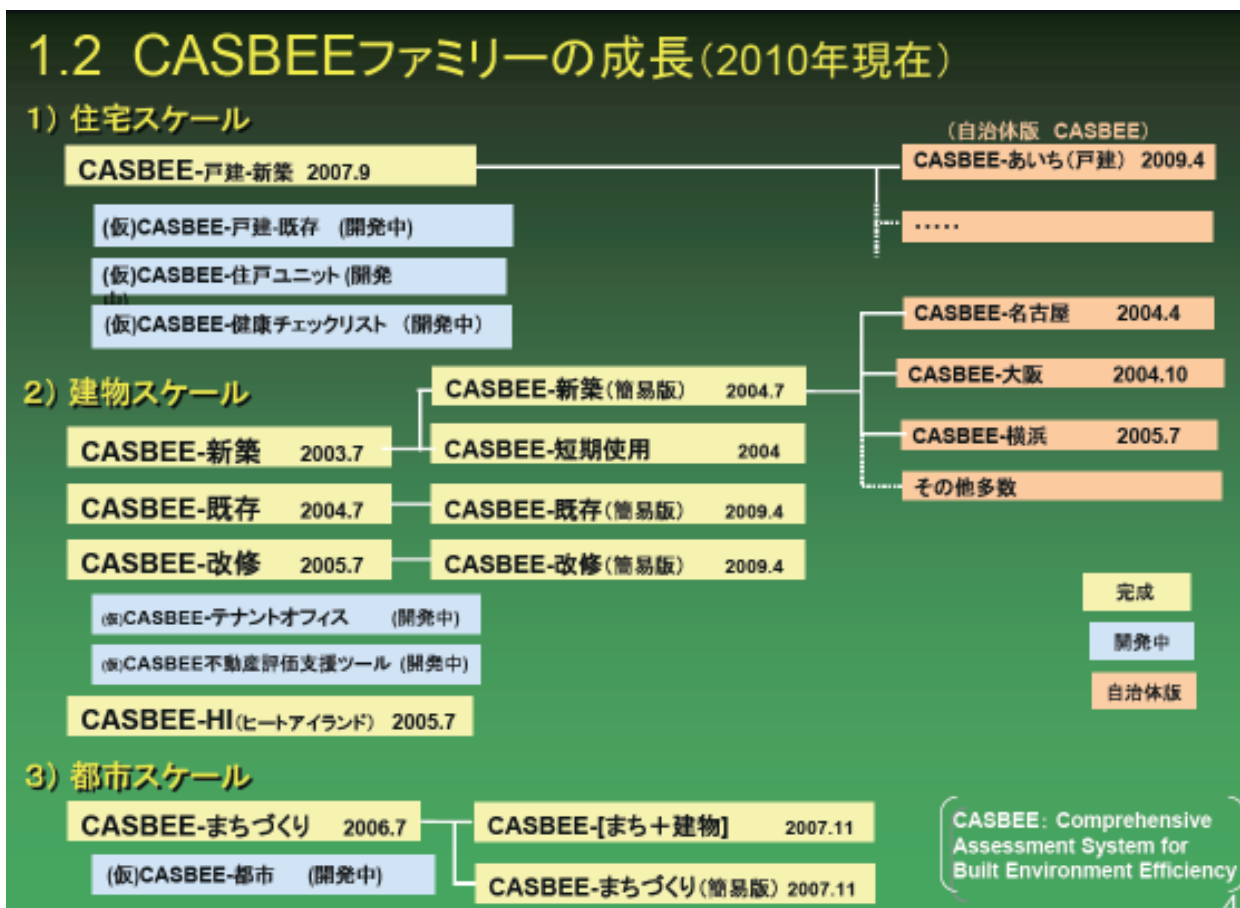 1.2 CASBEEファミリーの成長（2010年現在）
1）住宅スケール
（自治体版 CASBEE）
CASBEE-戸建-新築 2007.9
CASBEE-あいち（戸建） 2009.4
(仮)CASBEE-戸建-既存 (開発中)
・・・・・
(仮)CASBEE-住戸ユニット(開発
中)
(仮)CASBEE-健康チェックリスト （開発中）
CASBEE-名古屋 2004.4
2）建物スケール
CASBEE-新築（簡易版） 2004.7
CASBEE-大阪 2004.10
CASBEE-新築 2003.7
CASBEE-短期使用 2004
CASBEE-横浜 2005.7
その他多数
CASBEE-既存 2004.7
CASBEE-既存（簡易版） 2009.4
CASBEE-改修 2005.7
CASBEE-改修（簡易版） 2009.4
完成
(仮)CASBEE-テナントオフィス (開発中)
開発中
(仮)CASBEE不動産評価支援ツール (開発中)
自治体版
CASBEE-HI（ヒートアイランド） 2005.7
3）都市スケール
CASBEE-まちづくり 2006.7
CASBEE-[まち＋建物] 2007.11
(仮)CASBEE-都市 (開発中)
CASBEE-まちづくり（簡易版）2007.11
CASBEE: Comprehensive
Assessment System for
Built Environment Efficiency
4